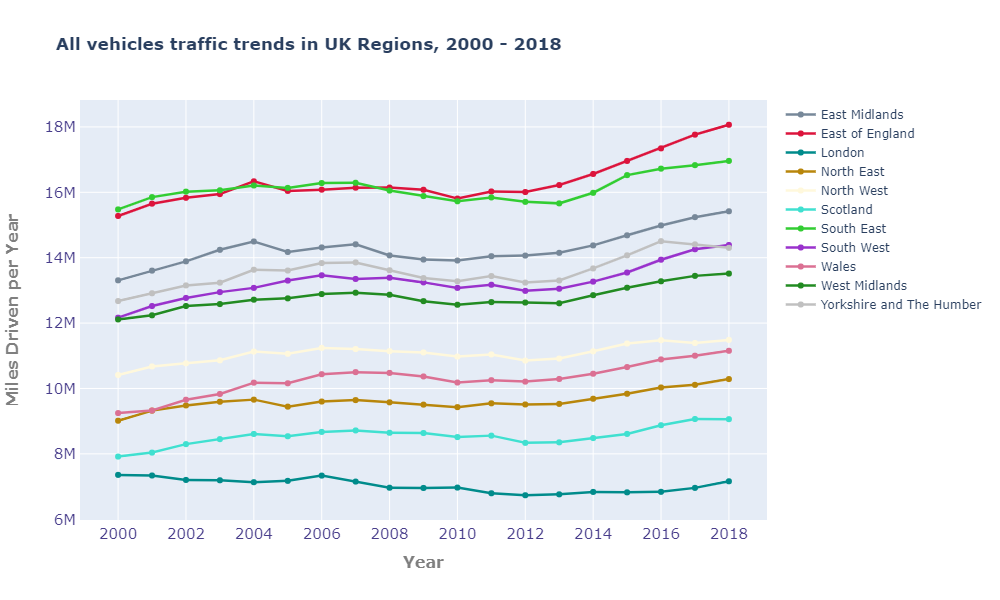 All vehicles traffic trends in UK Regions, 2000 - 2018
Miles Driven per Year
18M
16M
14M
12M
10M
8M
6M
2000 2002 2004 2006 2008 2010 2012 2014 2016 2018
Year
East Midlands
East of England
London
North East
North West
Scotland
South East
South West
Wales
West Midlands
Yorkshire and The Humber